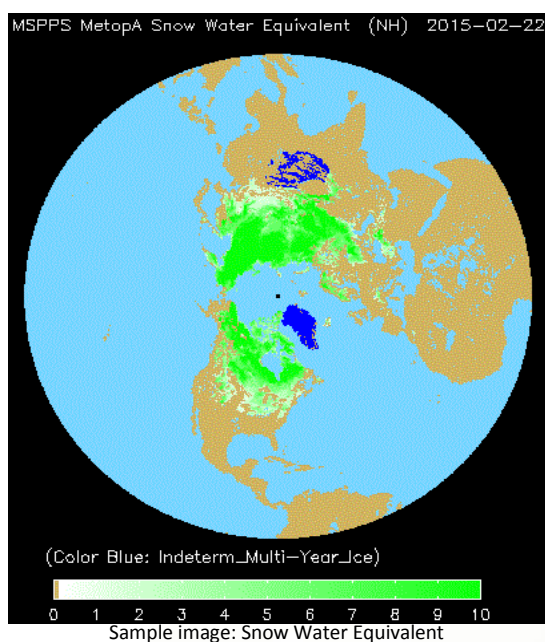 MSPPS MetopA Snow Water Equivalent (NH) 2015-02-22
(Color Blue: Indeterm_Multi-Year_Ice)
0 1 2 3 4 5 6 7 8 9 10
Sample image: Snow Water Equivalent